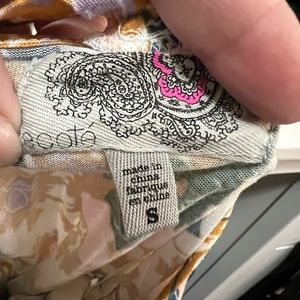 ecote
made in
china
fabriqué
en chine
S